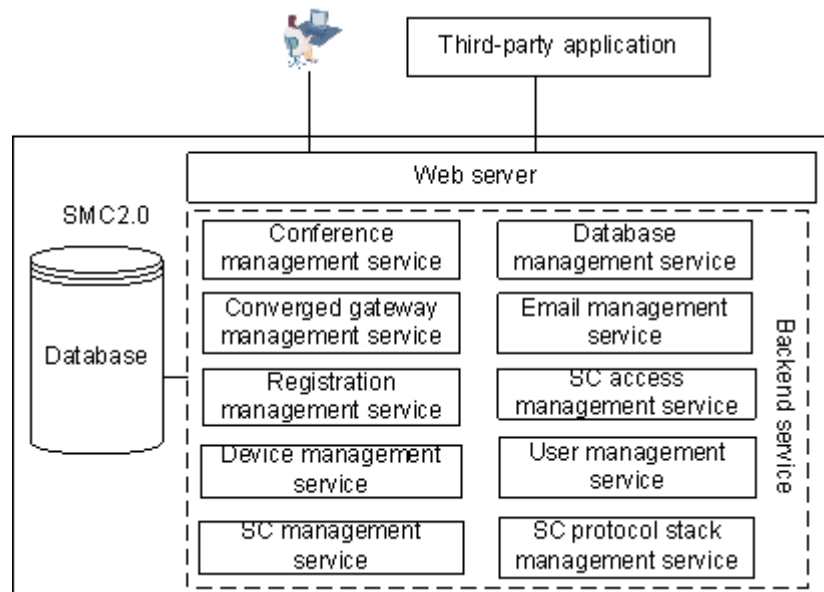 Third-party application
Web server
SMC2.0
Database
Conference
management service
Database
management service
Converged gateway
management service
Email management
service
Registration
management service
SC access
management service
Device management
service
User management
service
SC management
service
SC protocol stack
management service
Backend service